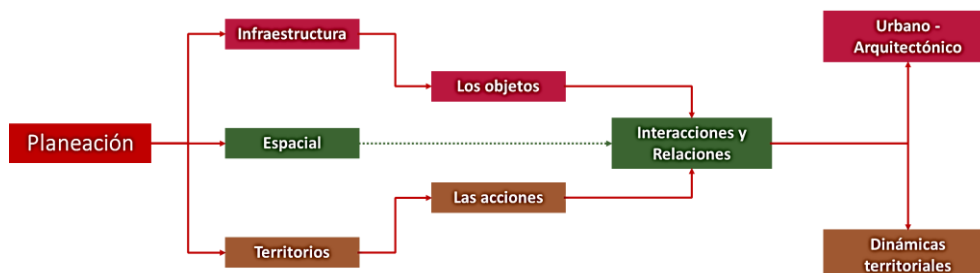 Planeación
Infraestructura
Espacial
Territorios
Los objetos
Las acciones
Interacciones y
Relaciones
Urbano -
Arquitectónico
Dinámicas
territoriales